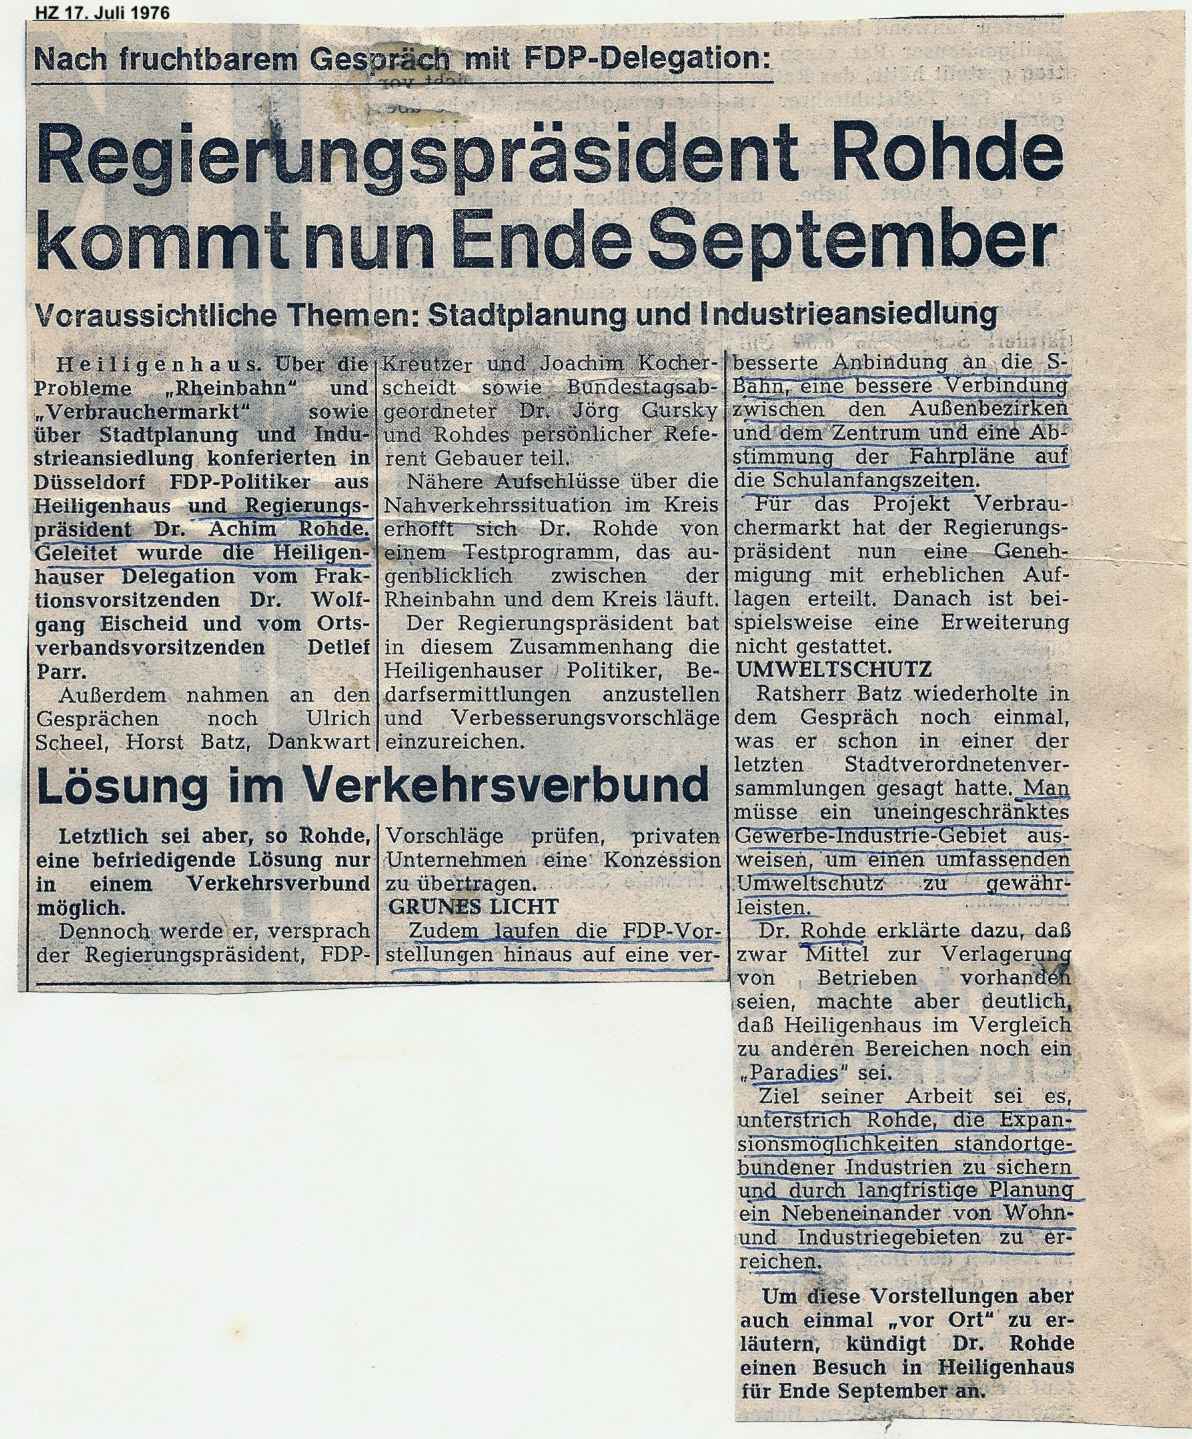 HZ 17. Juli 1976
Nach fruchtbarem Gespräch mit FDP-Delegation:
Regierungspräsident Rohde
kommt nun Ende September
Voraussichtliche Themen: Stadtplanung und Industrieansiedlung
Heiligenhaus. Über die
Probleme „Rheinbahn" und
„Verbrauchermarkt" sowie
über Stadtplanung und Indu-
strieansiedlung konferierten in
Düsseldorf FDP-Politiker aus
Heiligenhaus und Regierungs-
präsident Dr. Achim Rohde.
Geleitet wurde die Heiligen-
hauser Delegation vom Frak-
tionsvorsitzenden Dr. Wolf-
gang Eischeid und vom Orts-
verbandsvorsitzenden Detlef
Parr.
Außerdem nahmen an den
Gesprächen noch Ulrich
Scheel, Horst Batz, Dankwart
Kreutzer und Joachim Kocher-
scheidt sowie Bundestagsab-
geordneter Dr. Jörg Gursky
und Rohdes persönlicher Refe-
rent Gebauer teil.
Nähere Aufschlüsse über die
Nahverkehrssituation im Kreis
erhofft sich Dr. Rohde von
einem Testprogramm, das au-
genblicklich zwischen der
Rheinbahn und dem Kreis läuft.
Der Regierungspräsident bat
in diesem Zusammenhang die
Heiligenhauser Politiker, Be-
darfsermittlungen anzustellen
und Verbesserungsvorschläge
einzureichen.
Lösung im Verkehrsverbund
Letztlich sei aber, so Rohde,
eine befriedigende Lösung nur
in einem Verkehrsverbund
möglich.
Dennoch werde er, versprach
der Regierungspräsident, FDP-
Vorschläge prüfen, privaten
Unternehmen eine Konzession
zu übertragen.
GRÜNES LICHT
Zudem laufen die FDP-Vor-
stellungen hinaus auf eine ver-
besserte Anbindung an die S-
Bahn, eine bessere Verbindung
zwischen den Außenbezirken
und dem Zentrum und eine Ab-
stimmung der Fahrpläne auf
die Schulanfangszeiten.
Für das Projekt Verbrau-
chermarkt hat der Regierungs-
präsident nun eine Geneh-
migung mit erheblichen Auf-
lagen erteilt. Danach ist bei-
spielsweise eine Erweiterung
nicht gestattet.
UMWELTSCHUTZ
Ratsherr Batz wiederholte in
dem Gespräch noch einmal,
was er schon in einer der
letzten Stadtverordnetenver-
sammlungen gesagt hatte. Man
müsse ein uneingeschränktes
Gewerbe-Industrie-Gebiet aus-
weisen, um einen umfassenden
Umweltschutz zu gewähr-
leisten.
Dr. Rohde erklärte dazu, daß
zwar Mittel zur Verlagerung
von Betrieben vorhanden
seien, machte aber deutlich,
daß Heiligenhaus im Vergleich
zu anderen Bereichen noch ein
„Paradies" sei.
Ziel seiner Arbeit sei es,
unterstrich Rohde, die Expan-
sionsmöglichkeiten standortge-
bundener Industrien zu sichern
und durch langfristige Planung
ein Nebeneinander von Wohn-
und Industriegebieten zu er-
reichen.
Um diese Vorstellungen aber
auch einmal „vor Ort" zu er-
läutern, kündigt Dr. Rohde
einen Besuch in Heiligenhaus
für Ende September an.